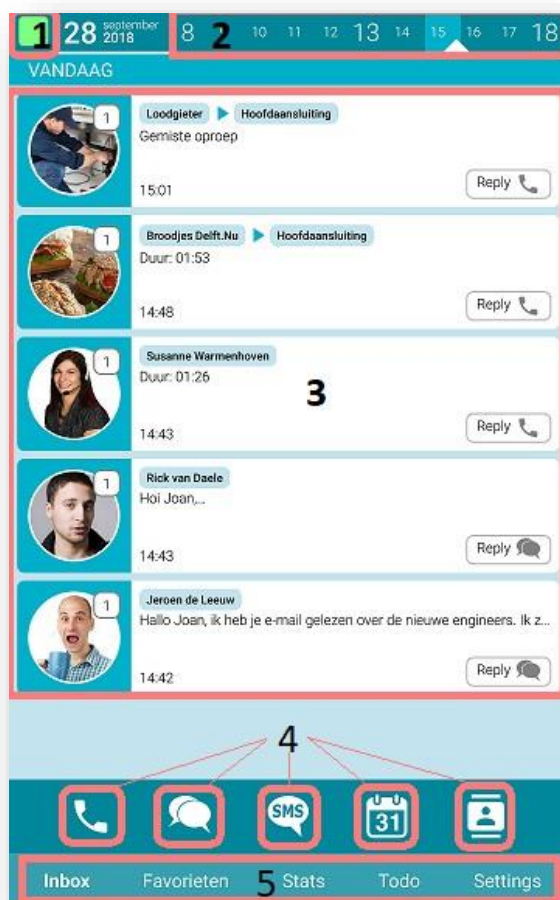 1 28 september 2018 8 2 10 11 12 13 14 15 16 17 18
VANDAAG
1 Loodgieter Hoofdaansluiting
Gemiste oproep
15:01 Reply
1 Broodjes Delft.Nu Hoofdaansluiting
Duur: 01:53
14:48 Reply
1 Susanne Warmenhoven
Duur: 01:26
3
14:43 Reply
1 Rick van Daele
Hoi Joan,...
14:43 Reply
1 Jeroen de Leeuw
Hallo Joan, ik heb je e-mail gelezen over de nieuwe engineers. Ik z...
14:42 Reply
4
SMS 31
Inbox Favorieten 5 Stats Todo Settings